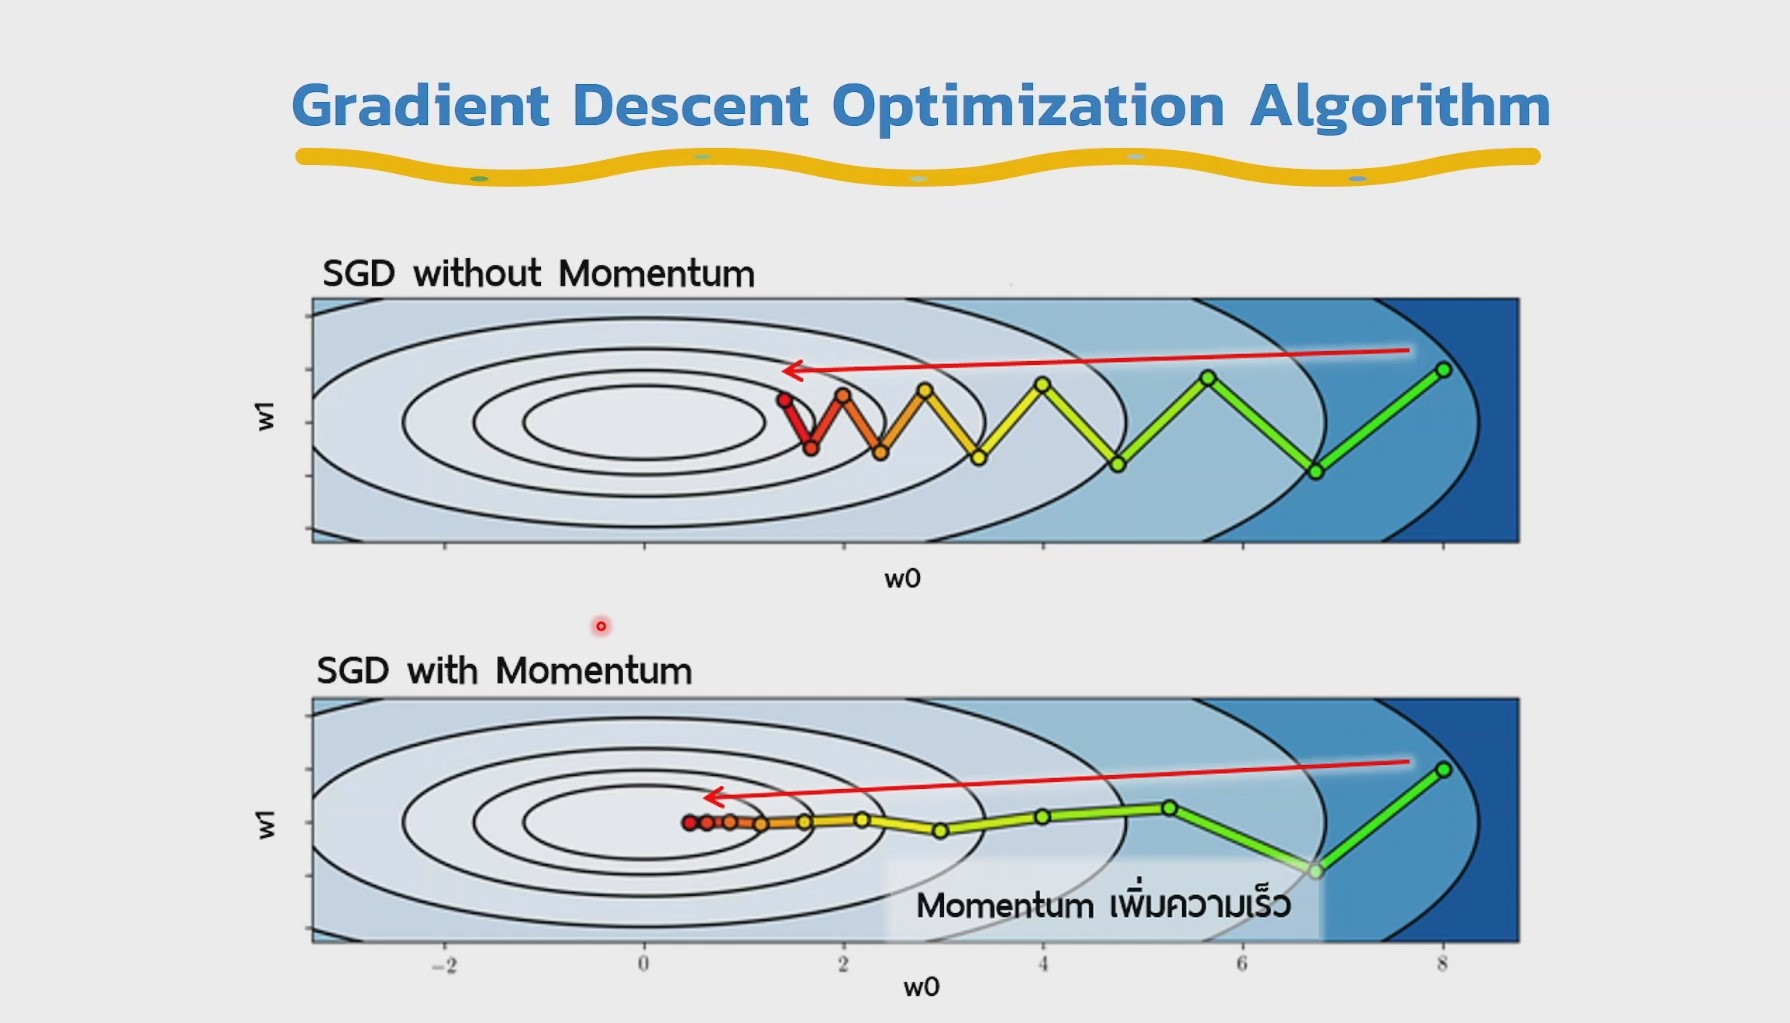 Gradient Descent Optimization Algorithm
SGD without Momentum
w1
w0
SGD with Momentum
w1
Momentum เพิ่มความเร็ว
−2 0 2 4 6 8
w0